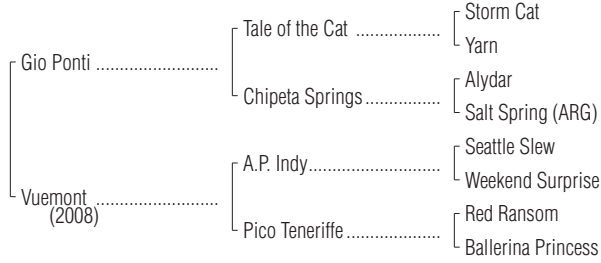 Storm Cat
Tale of the Cat ..................
Yarn
Gio Ponti ..........................
Alydar
Chipeta Springs ................
Salt Spring (ARG)
Seattle Slew
A.P. Indy............................
Weekend Surprise
Vuemont ..........................
(2008)
Red Ransom
Pico Teneriffe ....................
Ballerina Princess